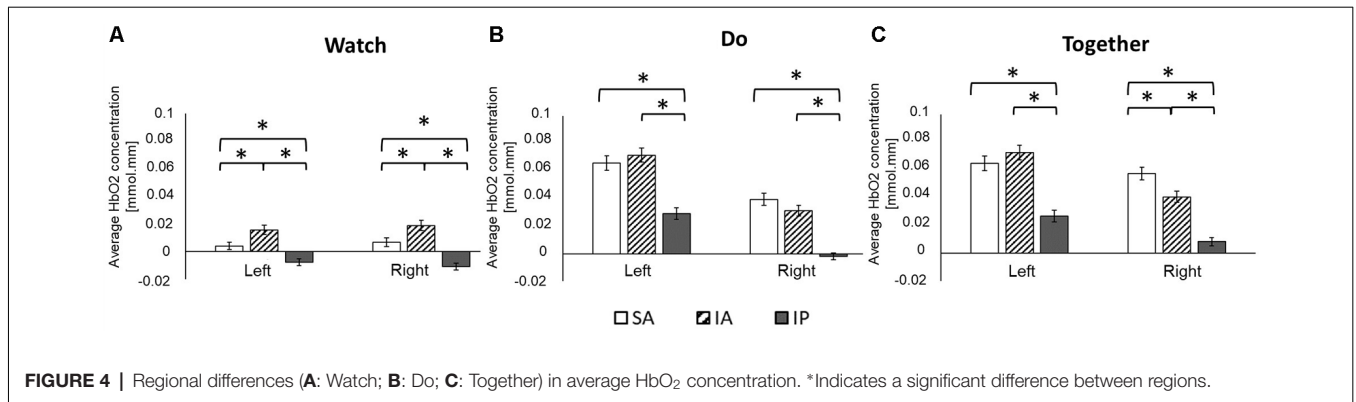 A Watch
Average HbO2 concentration
[mmol.mm]
0.1
0.08
0.06
0.04
0.02
0
-0.02
* * *
* * *
Left Right
B Do
Average HbO2 concentration
[mmol.mm]
0.1
0.08
0.06
0.04
0.02
0
-0.02
* *
* *
Left Right
C Together
Average HbO2 concentration
[mmol.mm]
0.1
0.08
0.06
0.04
0.02
0
-0.02
* *
* * *
Left Right
SA IA IP
FIGURE 4 | Regional differences (A: Watch; B: Do; C: Together) in average HbO₂ concentration. *Indicates a significant difference between regions.